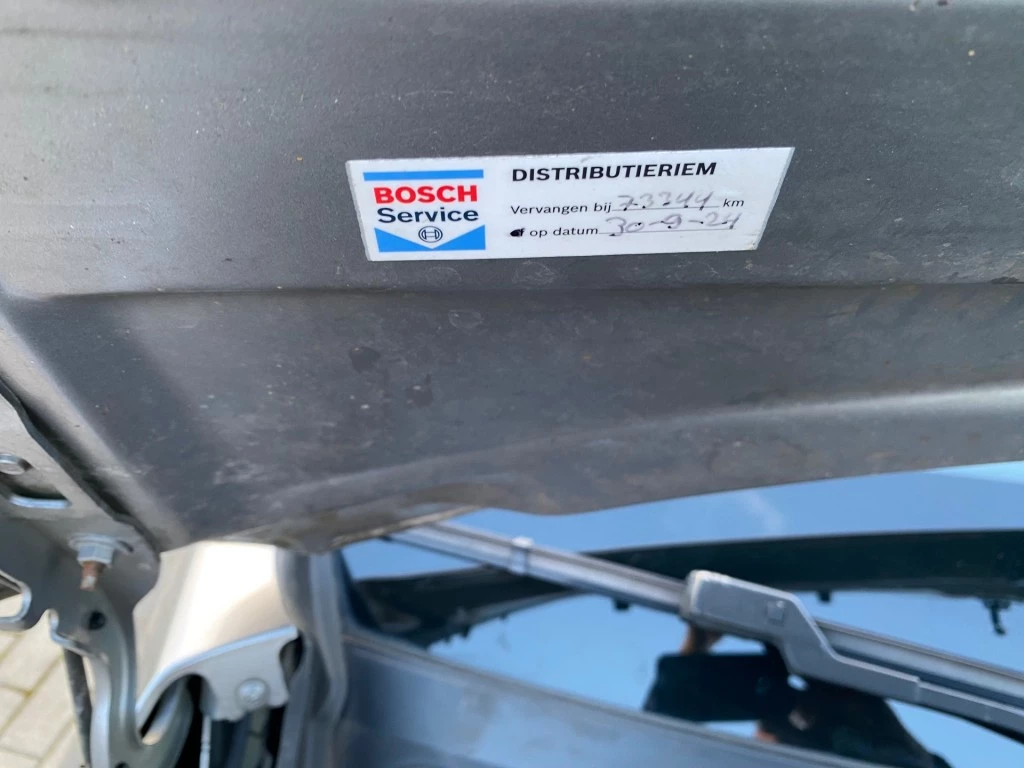 BOSCH
Service
DISTRIBUTIERIEM
Vervangen bij 73344 km
of op datum 30-9-24